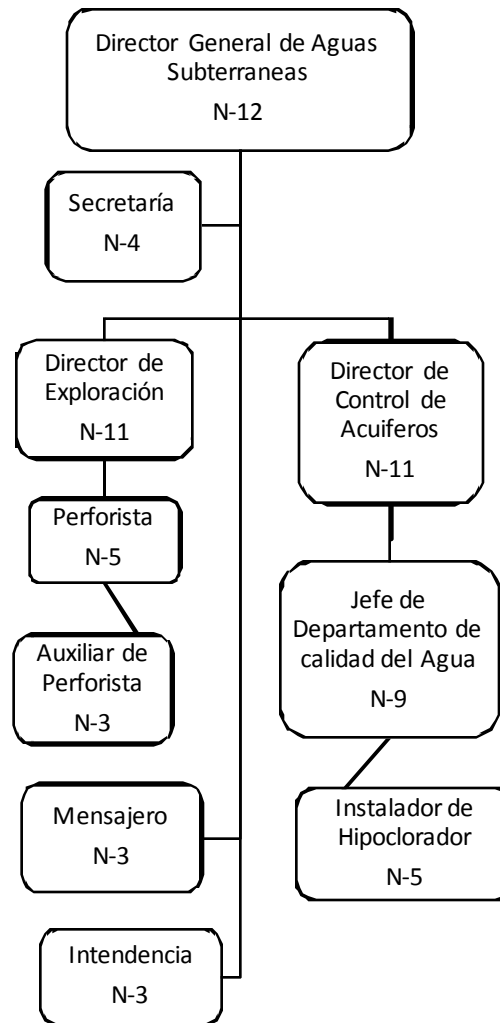 Director General de Aguas
Subterraneas
N-12
Secretaría
N-4
Director de
Exploración
N-11
Director de
Control de
Acuiferos
N-11
Perforista
N-5
Jefe de
Departamento de
calidad del Agua
N-9
Auxiliar de
Perforista
N-3
Mensajero
N-3
Instalador de
Hipoclorador
N-5
Intendencia
N-3